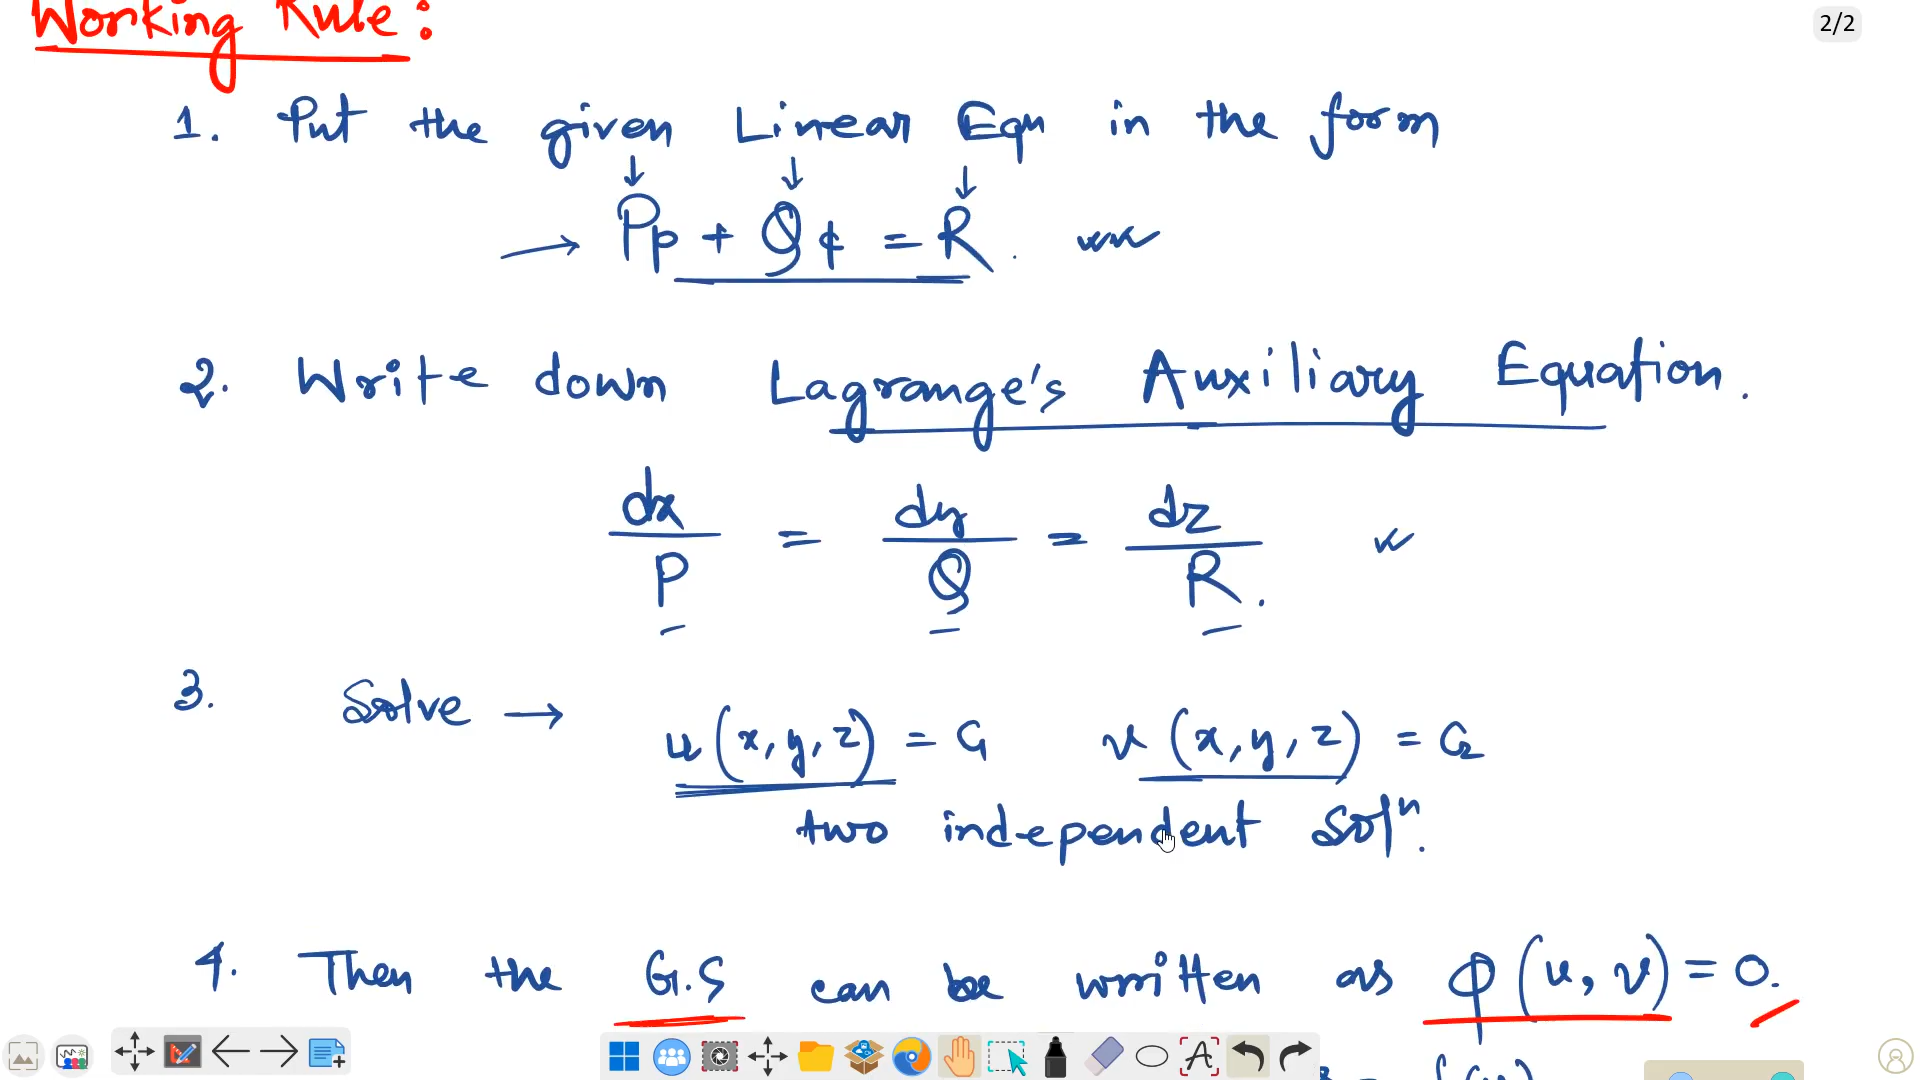 Working Rule:
2/2
1. Put the given Linear Eqn in the form
Pp + Qq = R.
2. Write down Lagrange's Auxiliary Equation.
dx/P = dy/Q = dz/R.
3. Solve → u(x, y, z) = C1 v(x, y, z) = C2
two independent Solⁿ.
4. Then the G.S can be written as ϕ(u, v) = 0.